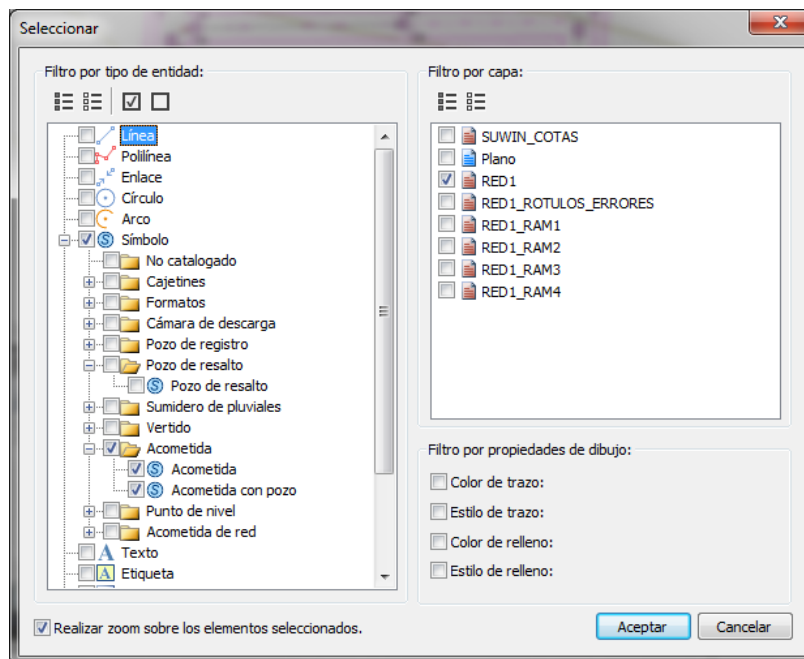 Seleccionar
Filtro por tipo de entidad:
Línea
Polilínea
Enlace
Círculo
Arco
Símbolo
No catalogado
Cajetines
Formatos
Cámara de descarga
Pozo de registro
Pozo de resalto
Pozo de resalto
Sumidero de pluviales
Vertido
Acometida
Acometida
Acometida con pozo
Punto de nivel
Acometida de red
Texto
Etiqueta
Filtro por capa:
SUWIN_COTAS
Plano
RED1
RED1_ROTULOS_ERRORES
RED1_RAM1
RED1_RAM2
RED1_RAM3
RED1_RAM4
Filtro por propiedades de dibujo:
Color de trazo:
Estilo de trazo:
Color de relleno:
Estilo de relleno:
Realizar zoom sobre los elementos seleccionados.
Aceptar
Cancelar